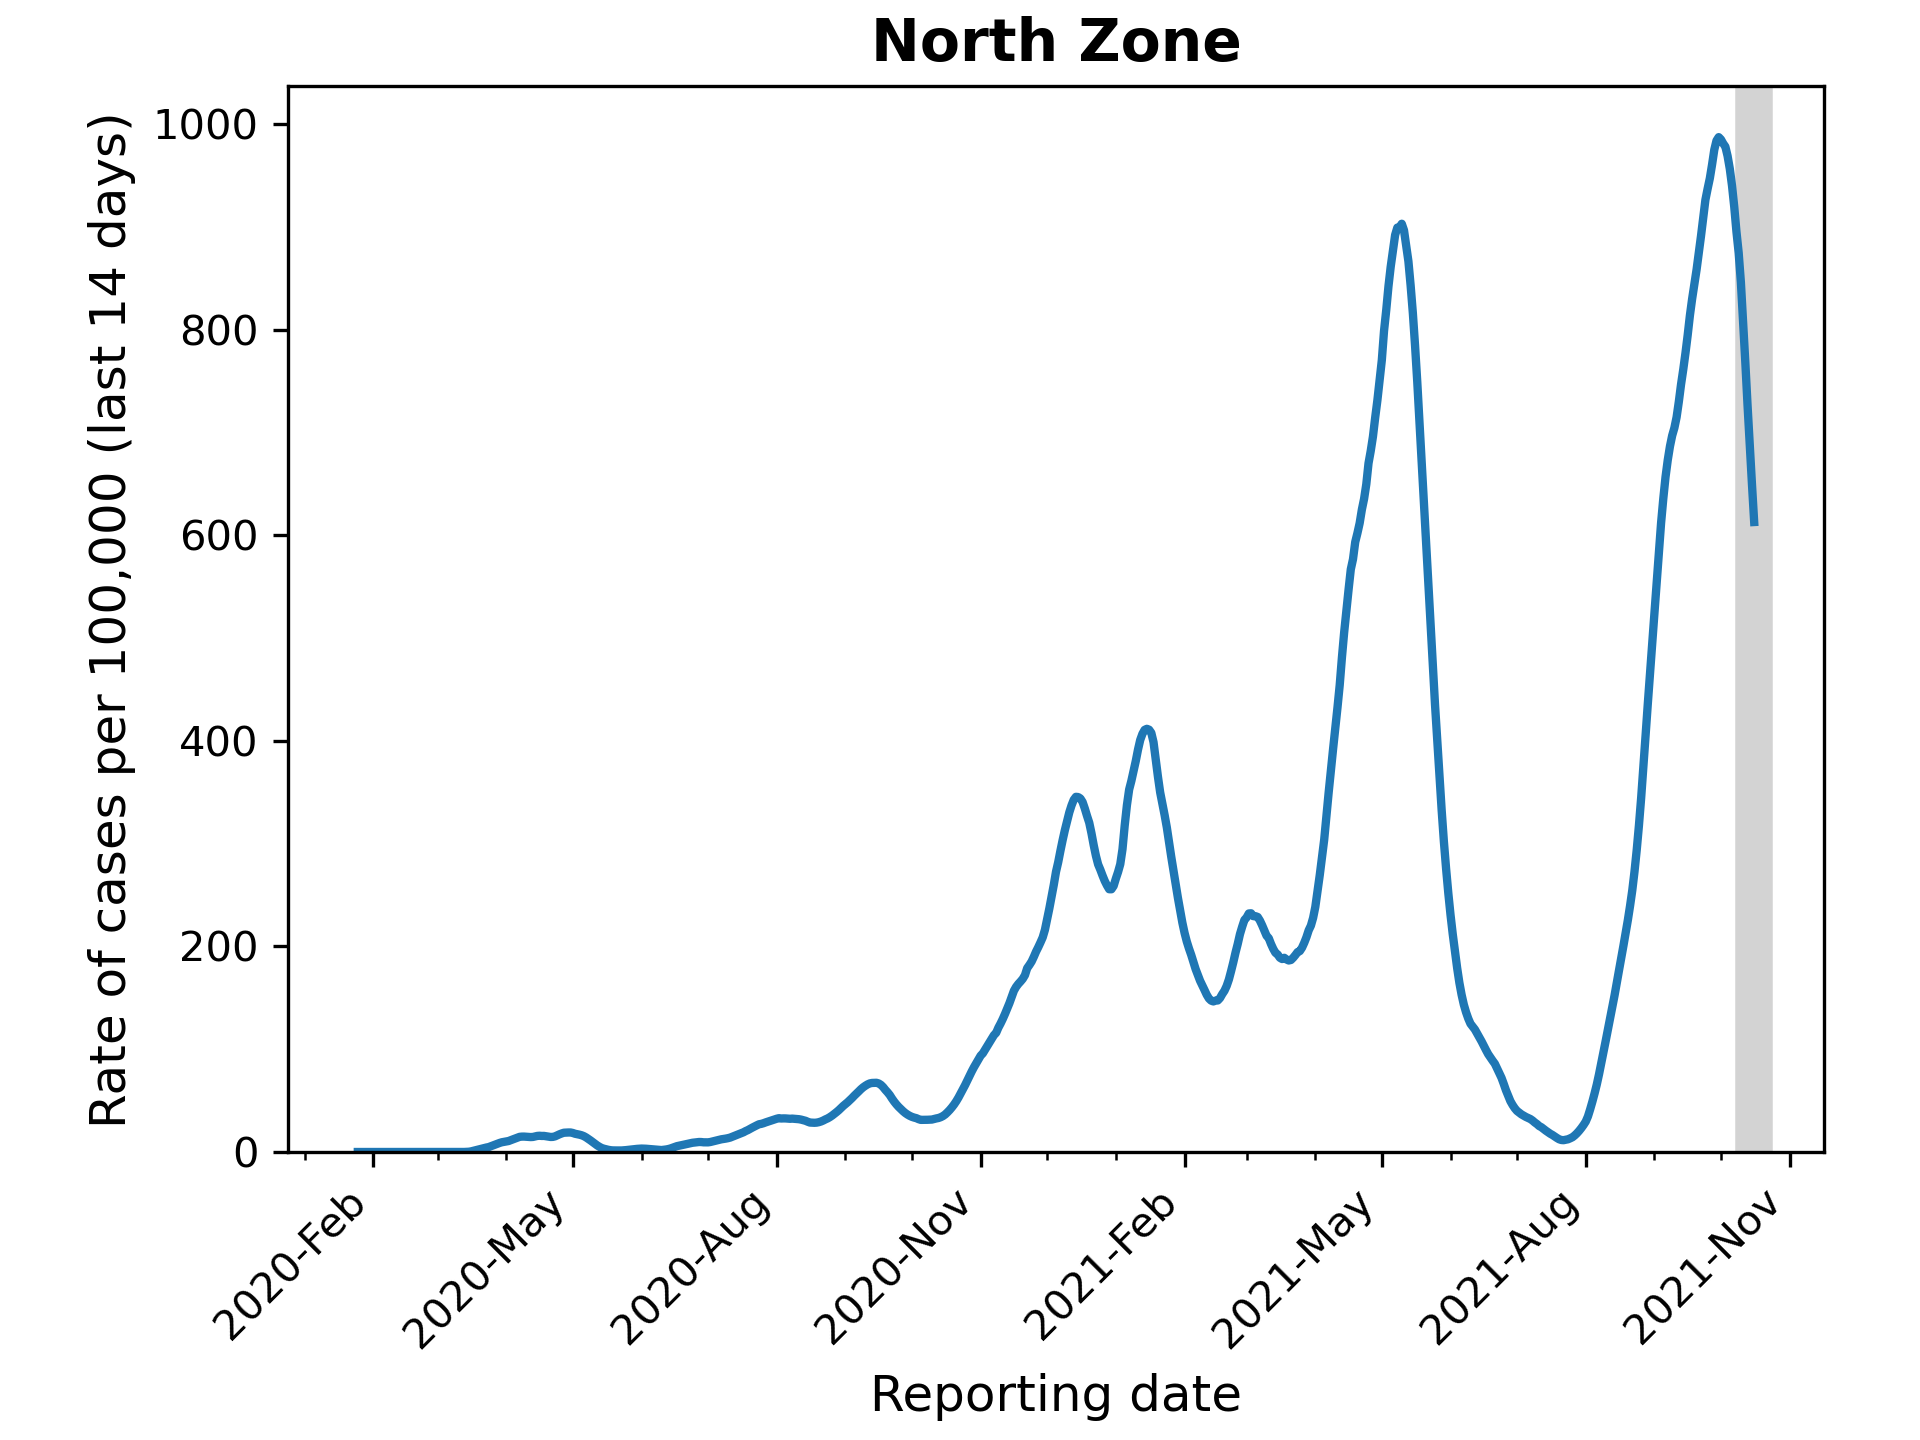 North Zone
Rate of cases per 100,000 (last 14 days)
1000
800
600
400
200
0
2020-Feb
2020-May
2020-Aug
2020-Nov
2021-Feb
2021-May
2021-Aug
2021-Nov
Reporting date